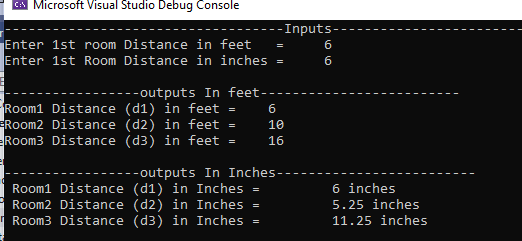 Microsoft Visual Studio Debug Console
-----------------------------------Inputs---------------------------
Enter 1st room Distance in feet   =     6
Enter 1st Room Distance in inches =     6
-----------------outputs In feet-------------------------
Room1 Distance (d1) in feet =    6
Room2 Distance (d2) in feet =    10
Room3 Distance (d3) in feet =    16
-----------------outputs In Inches-------------------------
Room1 Distance (d1) in Inches =         6 inches
Room2 Distance (d2) in Inches =         5.25 inches
Room3 Distance (d3) in Inches =         11.25 inches